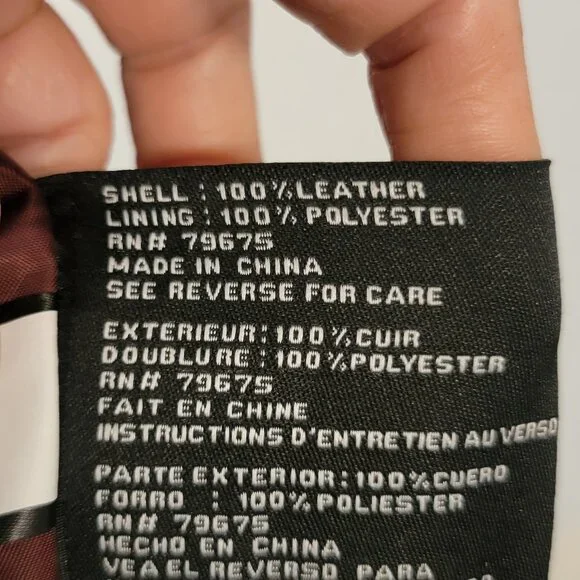 SHELL : 100%LEATHER
LINING : 100% POLYESTER
RN# 79675
MADE IN CHINA
SEE REVERSE FOR CARE
EXTERIEUR:100%CUIR
DOUBLURE:100%POLYESTER
RN# 79675
FAIT EN CHINE
INSTRUCTIONS D'ENTRETIEN AU VERSO
PARTE EXTERIOR:100%CUERO
FORRO : 100%POLIESTER
RN# 79675
HECHO EN CHINA
VEAEL REVERSO PARA